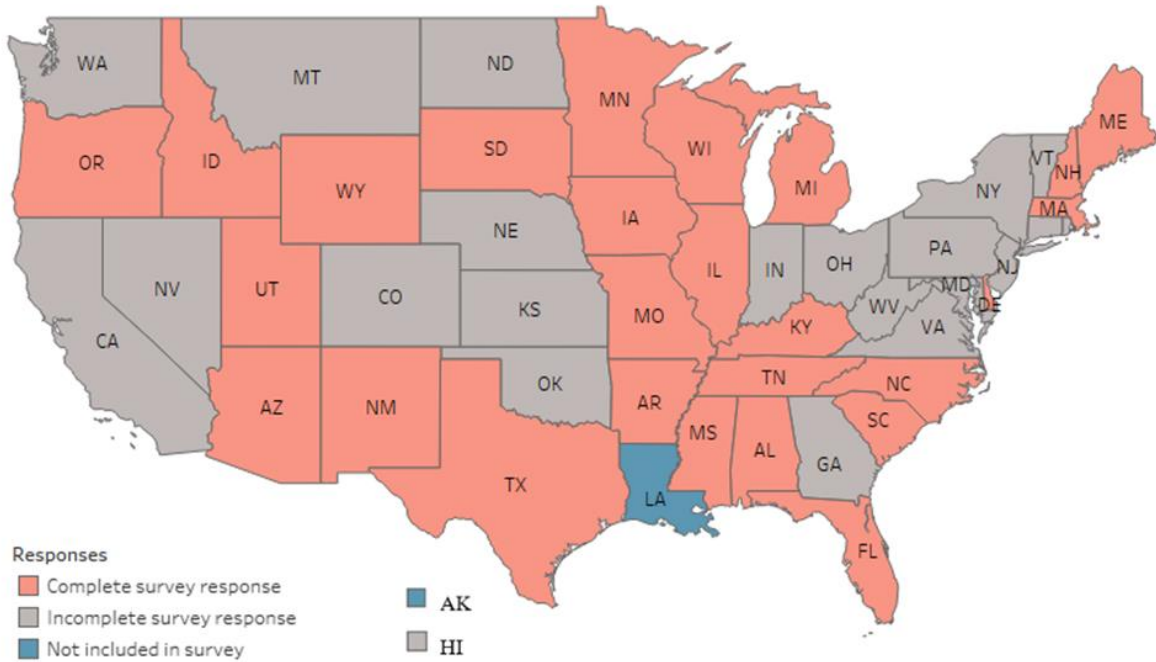 WA
MT
ND
MN
ME
OR
ID
SD
WI
VT
NH
WY
MI
NY
MA
IA
NE
PA
NV
UT
CO
IL
IN
OH
NJ
MD
DE
CA
KS
MO
WV
VA
KY
OK
TN
NC
AZ
NM
AR
SC
MS
AL
GA
TX
LA
FL
Responses
Complete survey response
Incomplete survey response
Not included in survey
AK
HI